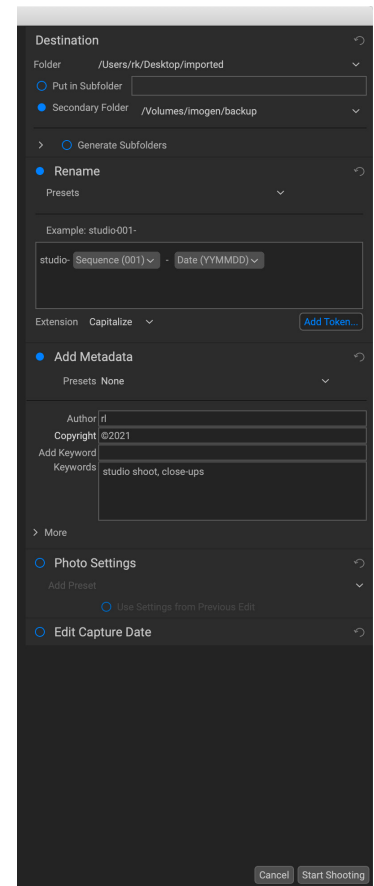 Destination
Folder /Users/rk/Desktop/imported
Put in Subfolder
Secondary Folder /Volumes/imogen/backup
Generate Subfolders
Rename
Presets
Example: studio-001-
studio- Sequence (001) - Date (YYMMDD)
Extension Capitalize Add Token...
Add Metadata
Presets None
Author rl
Copyright ©2021
Add Keyword
Keywords studio shoot, close-ups
More
Photo Settings
Add Preset
Use Settings from Previous Edit
Edit Capture Date
Cancel Start Shooting